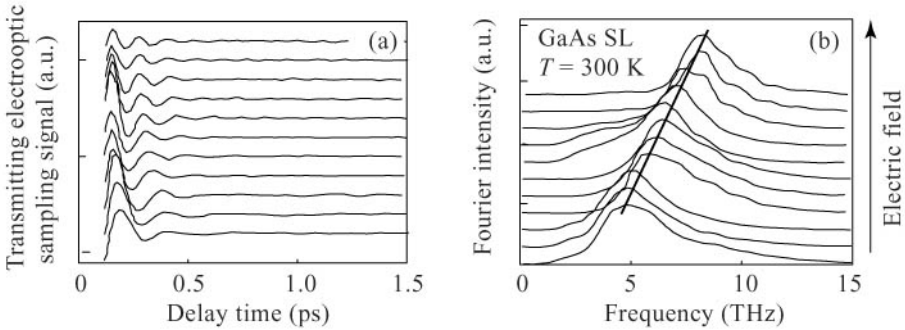 Transmitting electrooptic
sampling signal (a.u.)
(a)
0 0.5 1.0 1.5
Delay time (ps)
Fourier intensity (a.u.)
GaAs SL
T = 300 K
(b)
0 5 10 15
Frequency (THz)
Electric field